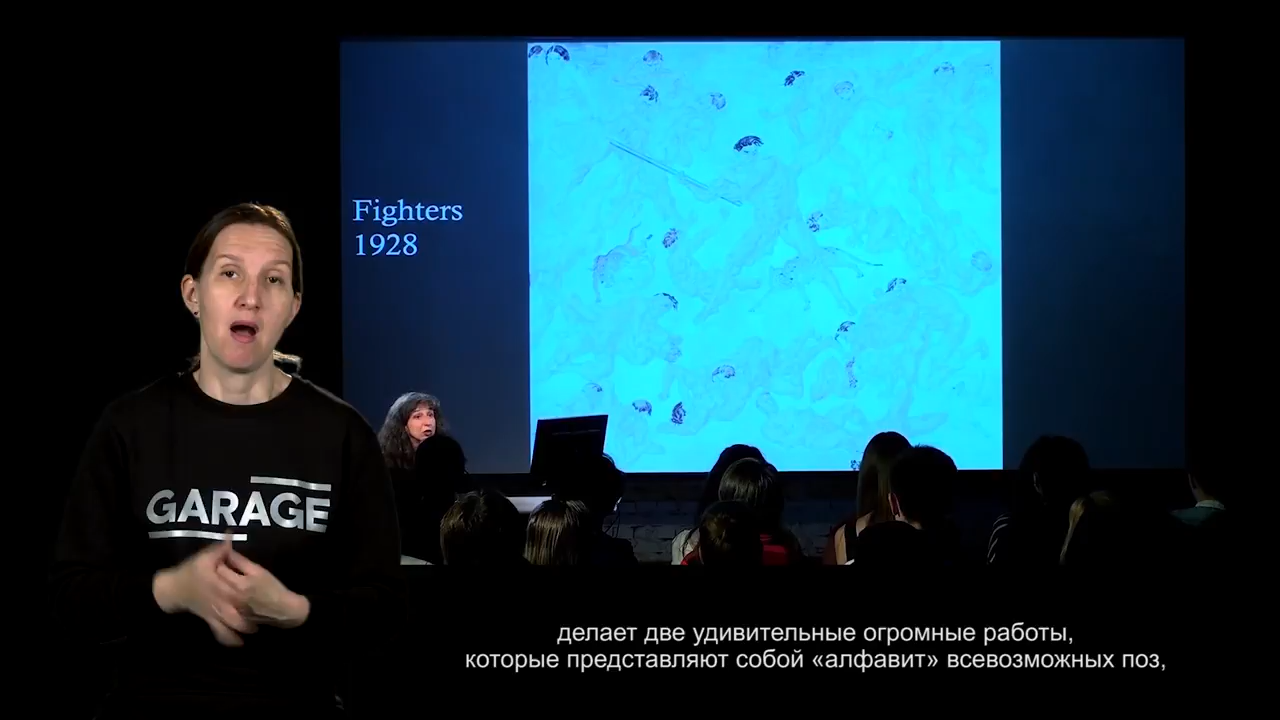 Fighters
1928
GARAGE
делает две удивительные огромные работы,
которые представляют собой «алфавит» всевозможных поз,